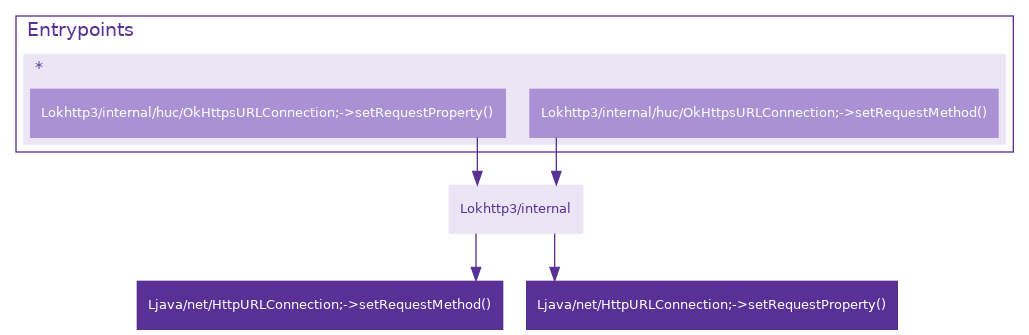 Entrypoints
*
Lokhttp3/internal/huc/OkHttpsURLConnection;->setRequestProperty()
Lokhttp3/internal/huc/OkHttpsURLConnection;->setRequestMethod()
Lokhttp3/internal
Ljava/net/HttpURLConnection;->setRequestMethod()
Ljava/net/HttpURLConnection;->setRequestProperty()